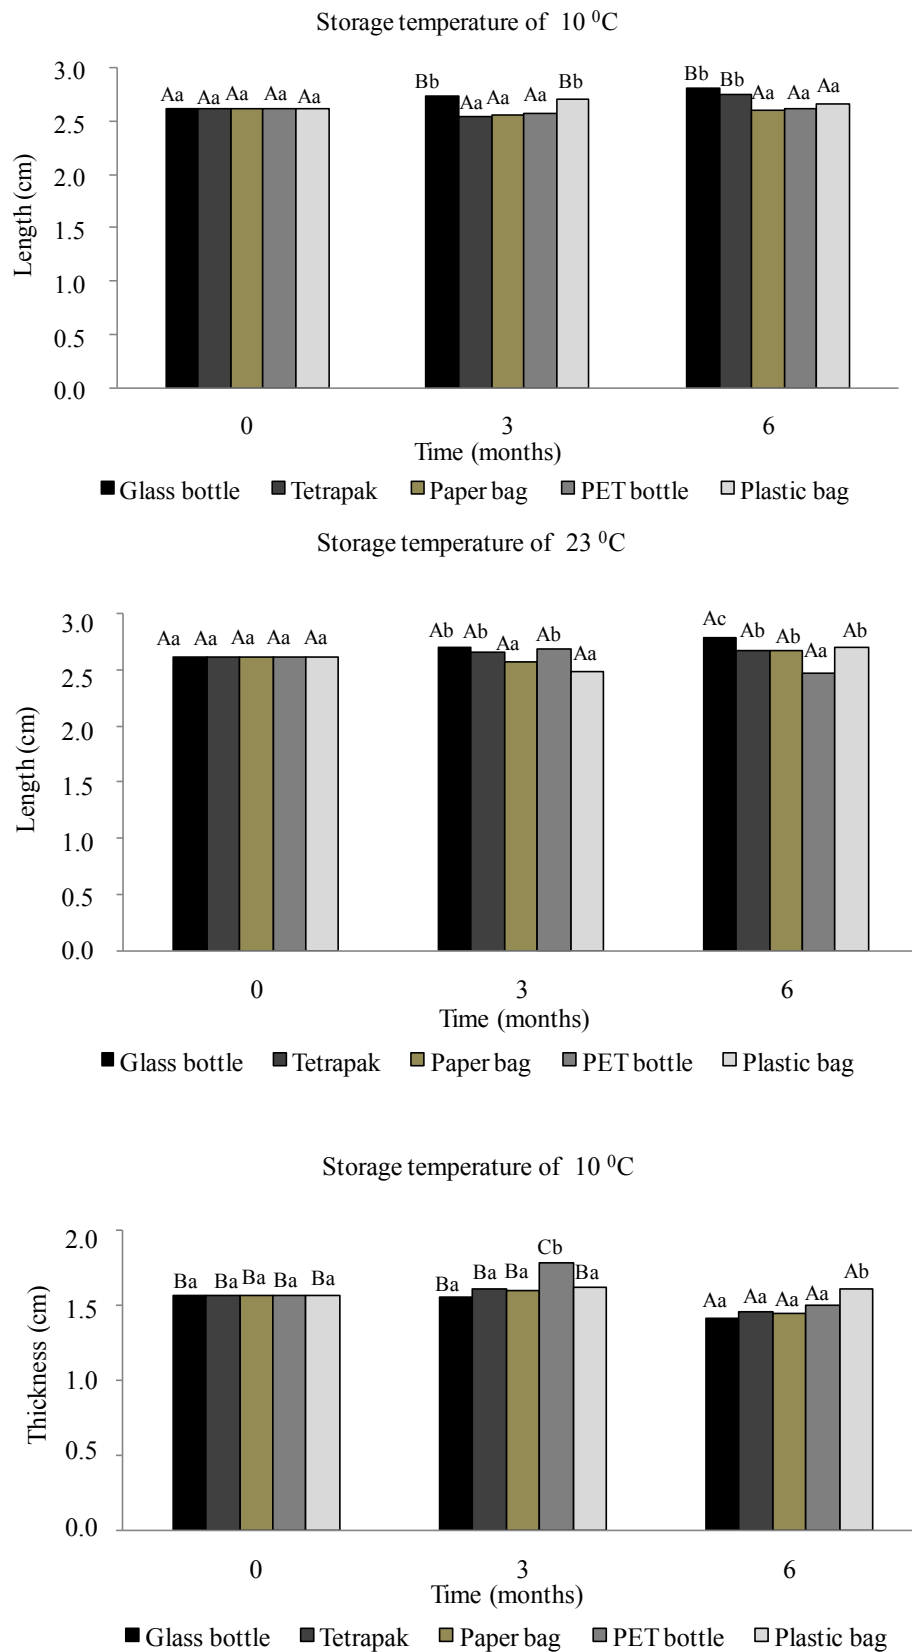 Storage temperature of 10 ⁰C
Bb
Bb
Bb
Bb
Aa Aa Aa Aa Aa
Aa Aa Aa
Aa Aa Aa
3.0
2.5
2.0
1.5
1.0
0.5
0.0
Length (cm)
0 3 6
Time (months)
Glass bottle Tetrapak Paper bag PET bottle Plastic bag
Storage temperature of 23 ⁰C
Aa Aa Aa Aa Aa
Ab Ab Aa Ab Aa
Ac Ab Ab Aa Ab
3.0
2.5
2.0
1.5
1.0
0.5
0.0
Length (cm)
0 3 6
Time (months)
Glass bottle Tetrapak Paper bag PET bottle Plastic bag
Storage temperature of 10 ⁰C
Ba Ba Ba Ba Ba
Ba Ba Ba Cb Ba
Aa Aa Aa Aa Ab
2.0
1.5
1.0
0.5
0.0
Thickness (cm)
0 3 6
Time (months)
Glass bottle Tetrapak Paper bag PET bottle Plastic bag